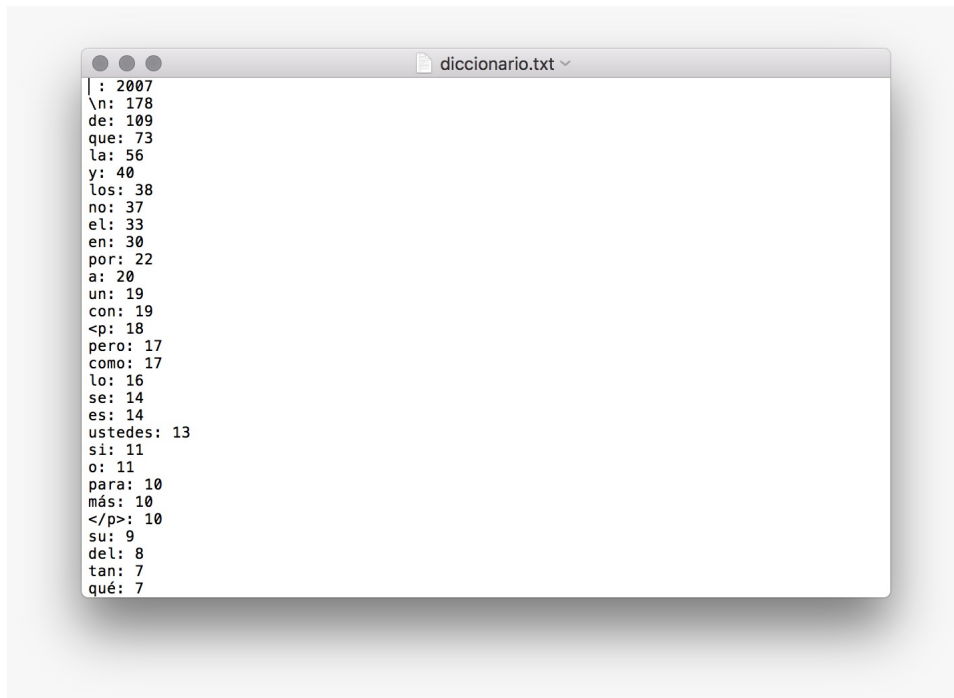 diccionario.txt
 : 2007
\n: 178
de: 109
que: 73
la: 56
y: 40
los: 38
no: 37
el: 33
en: 30
por: 22
a: 20
un: 19
con: 19
<p: 18
pero: 17
como: 17
lo: 16
se: 14
es: 14
ustedes: 13
si: 11
o: 11
para: 10
más: 10
</p>: 10
su: 9
del: 8
tan: 7
qué: 7